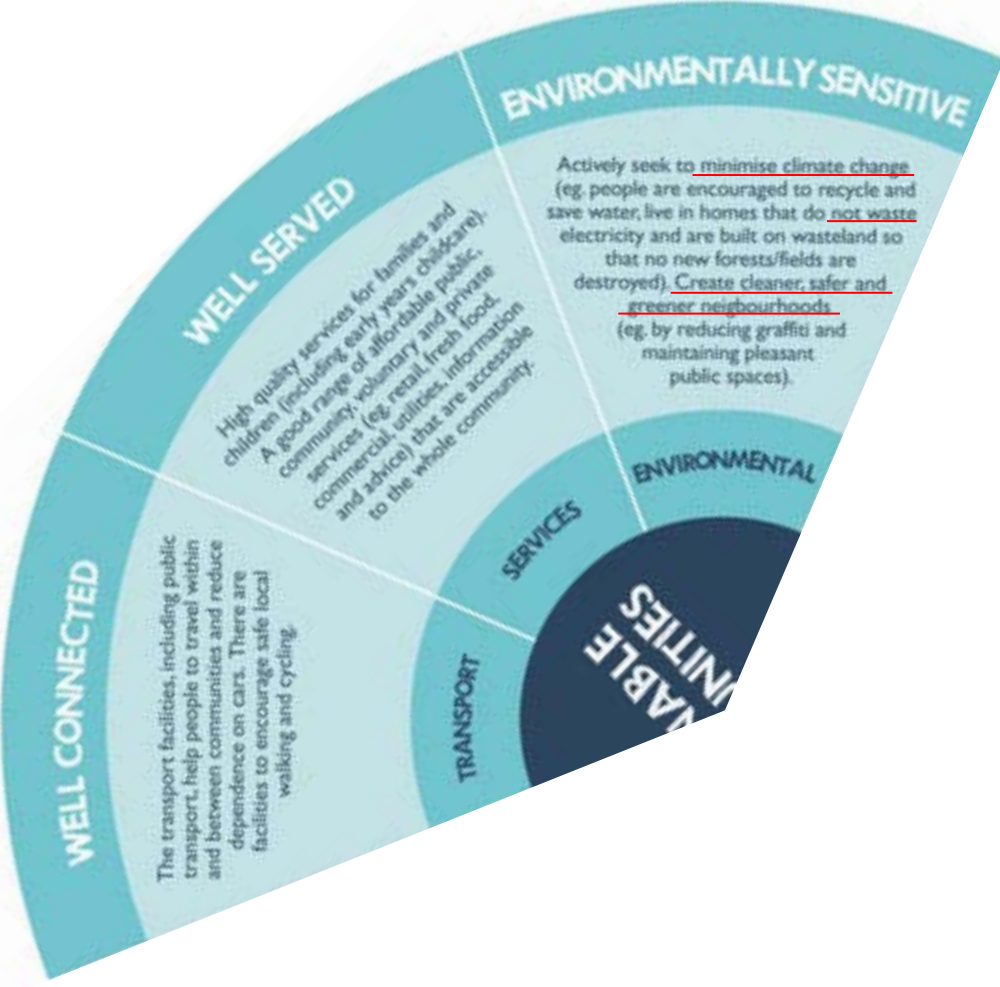 ENVIRONMENTALLY SENSITIVE
Actively seek to minimise climate change
(eg. people are encouraged to recycle and
save water, live in homes that do not waste
electricity and are built on wasteland so
that no new forests/fields are
destroyed). Create cleaner, safer and
greener neigbourhoods
(eg. by reducing graffiti and
maintaining pleasant
public spaces).
ENVIRONMENTAL
WELL SERVED
High quality services for families and
children (including early years childcare).
A good range of affordable public,
community, voluntary and private
services (eg. retail, fresh food,
commercial, utilities, information
and advice) that are accessible
to the whole community.
SERVICES
WELL CONNECTED
The transport facilities, including public
transport, help people to travel within
and between communities and reduce
dependence on cars. There are
facilities to encourage safe local
walking and cycling.
TRANSPORT
NABLE
NITIES